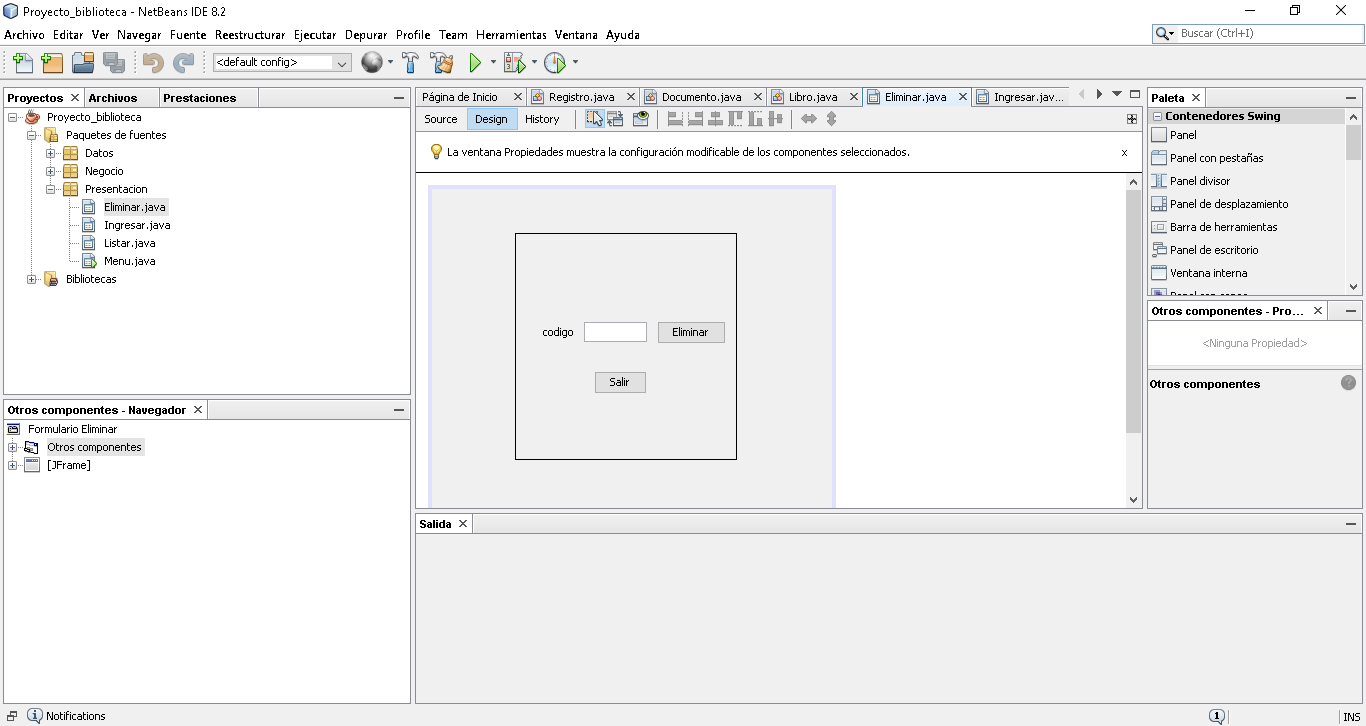 Proyecto_biblioteca - NetBeans IDE 8.2
Archivo Editar Ver Navegar Fuente Reestructurar Ejecutar Depurar Profile Team Herramientas Ventana Ayuda
Buscar (Ctrl+I)
<default config>
Proyectos Archivos Prestaciones
Proyecto_biblioteca
Paquetes de fuentes
Datos
Negocio
Presentacion
Eliminar.java
Ingresar.java
Listar.java
Menu.java
Bibliotecas
Otros componentes - Navegador
Formulario Eliminar
Otros componentes
[JFrame]
Página de Inicio Registro.java Documento.java Libro.java Eliminar.java Ingresar.jav...
Source Design History
La ventana Propiedades muestra la configuración modificable de los componentes seleccionados. x
codigo Eliminar
Salir
Salida
Paleta
Contenedores Swing
Panel
Panel con pestañas
Panel divisor
Panel de desplazamiento
Barra de herramientas
Panel de escritorio
Ventana interna
Panel con capas
Otros componentes - Pro...
<Ninguna Propiedad>
Otros componentes
Notifications
1
INS